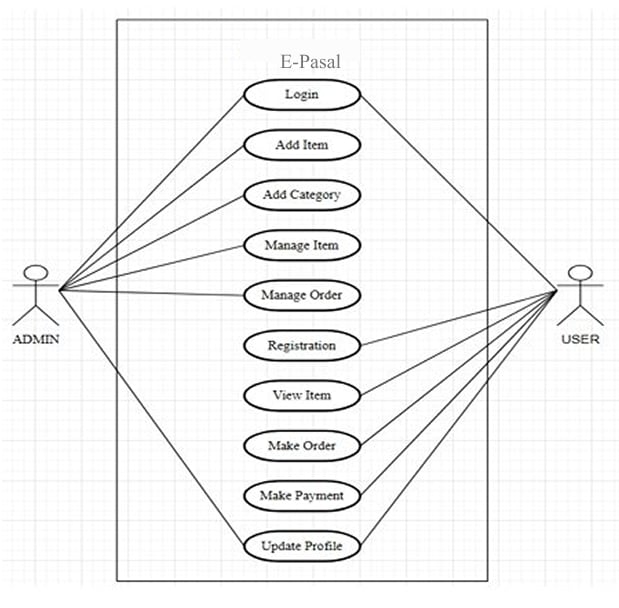 E-Pasal
Login
Add Item
Add Category
Manage Item
Manage Order
ADMIN
USER
Registration
View Item
Make Order
Make Payment
Update Profile